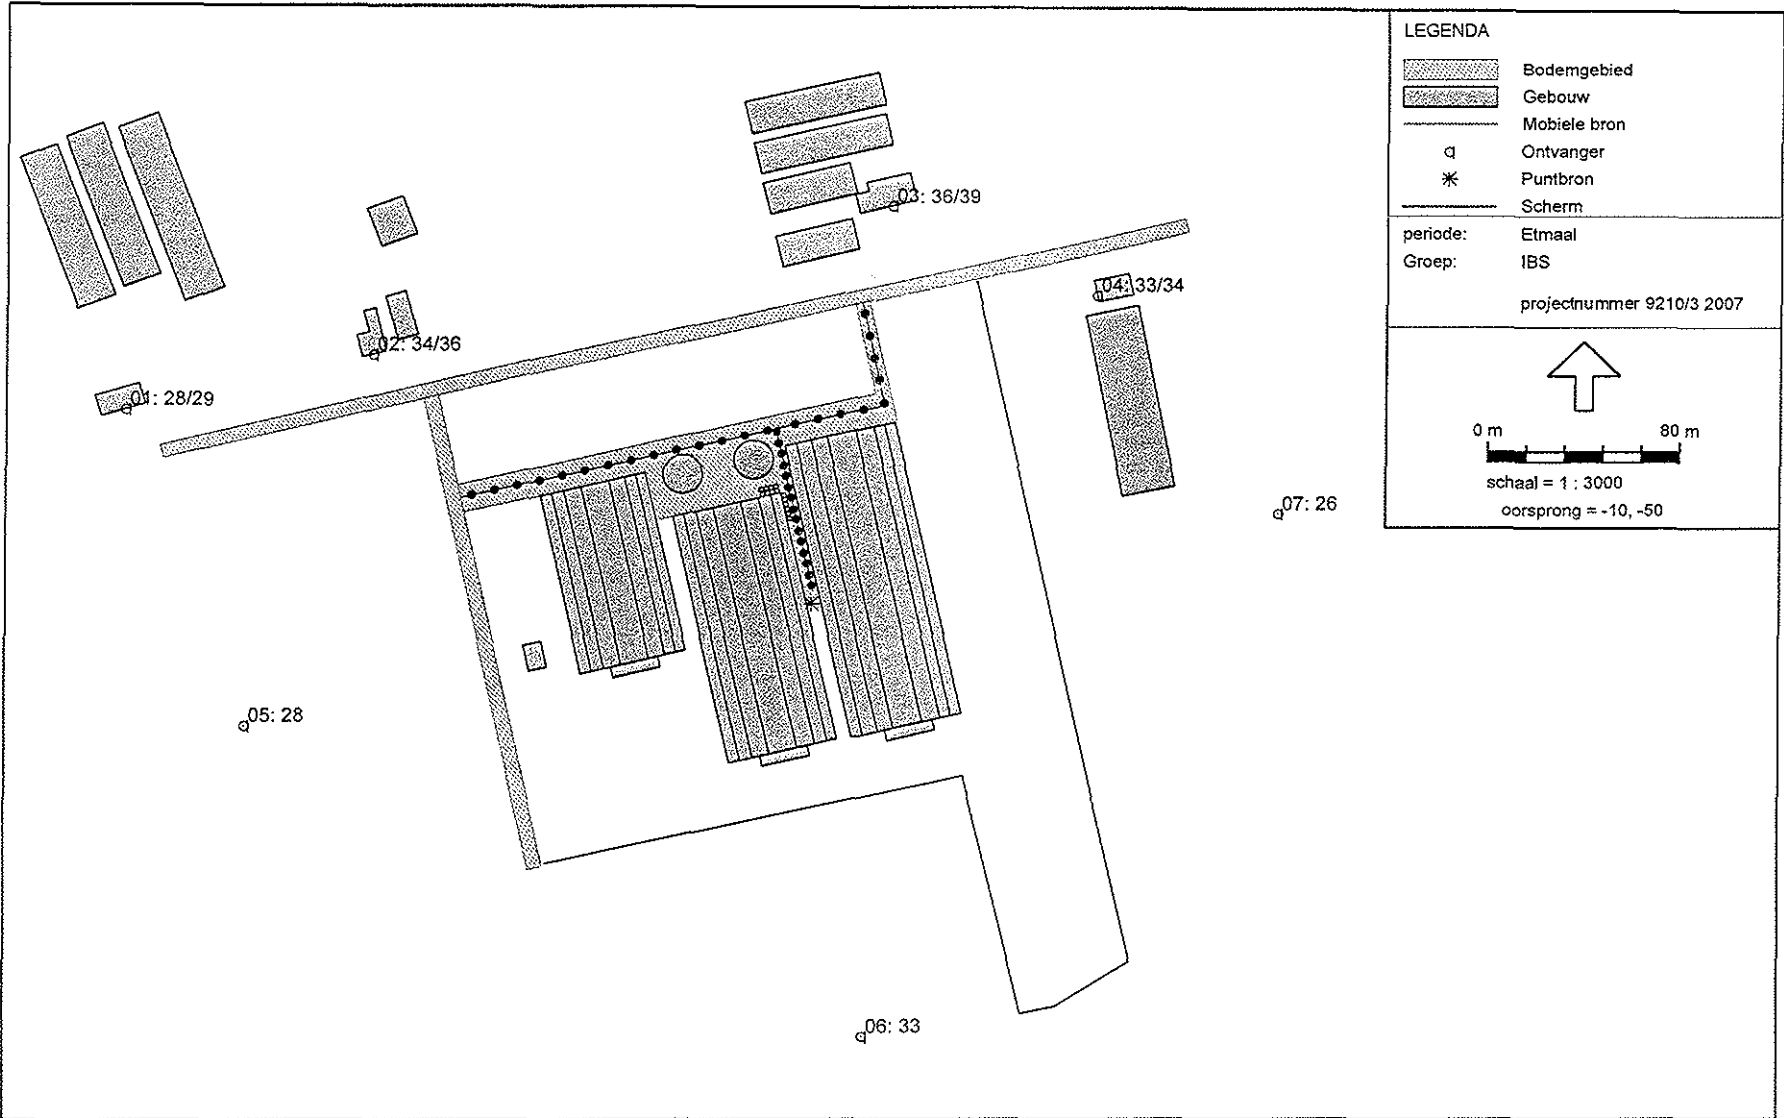 LEGENDA
Bodemgebied
Gebouw
Mobiele bron
Ontvanger
Puntbron
Scherm
periode: Etmaal
Groep: IBS
projectnummer 9210/3 2007
0 m 80 m
schaal = 1 : 3000
oorsprong = -10, -50
03: 36/39
04: 33/34
02: 34/36
01: 28/29
07: 26
05: 28
06: 33